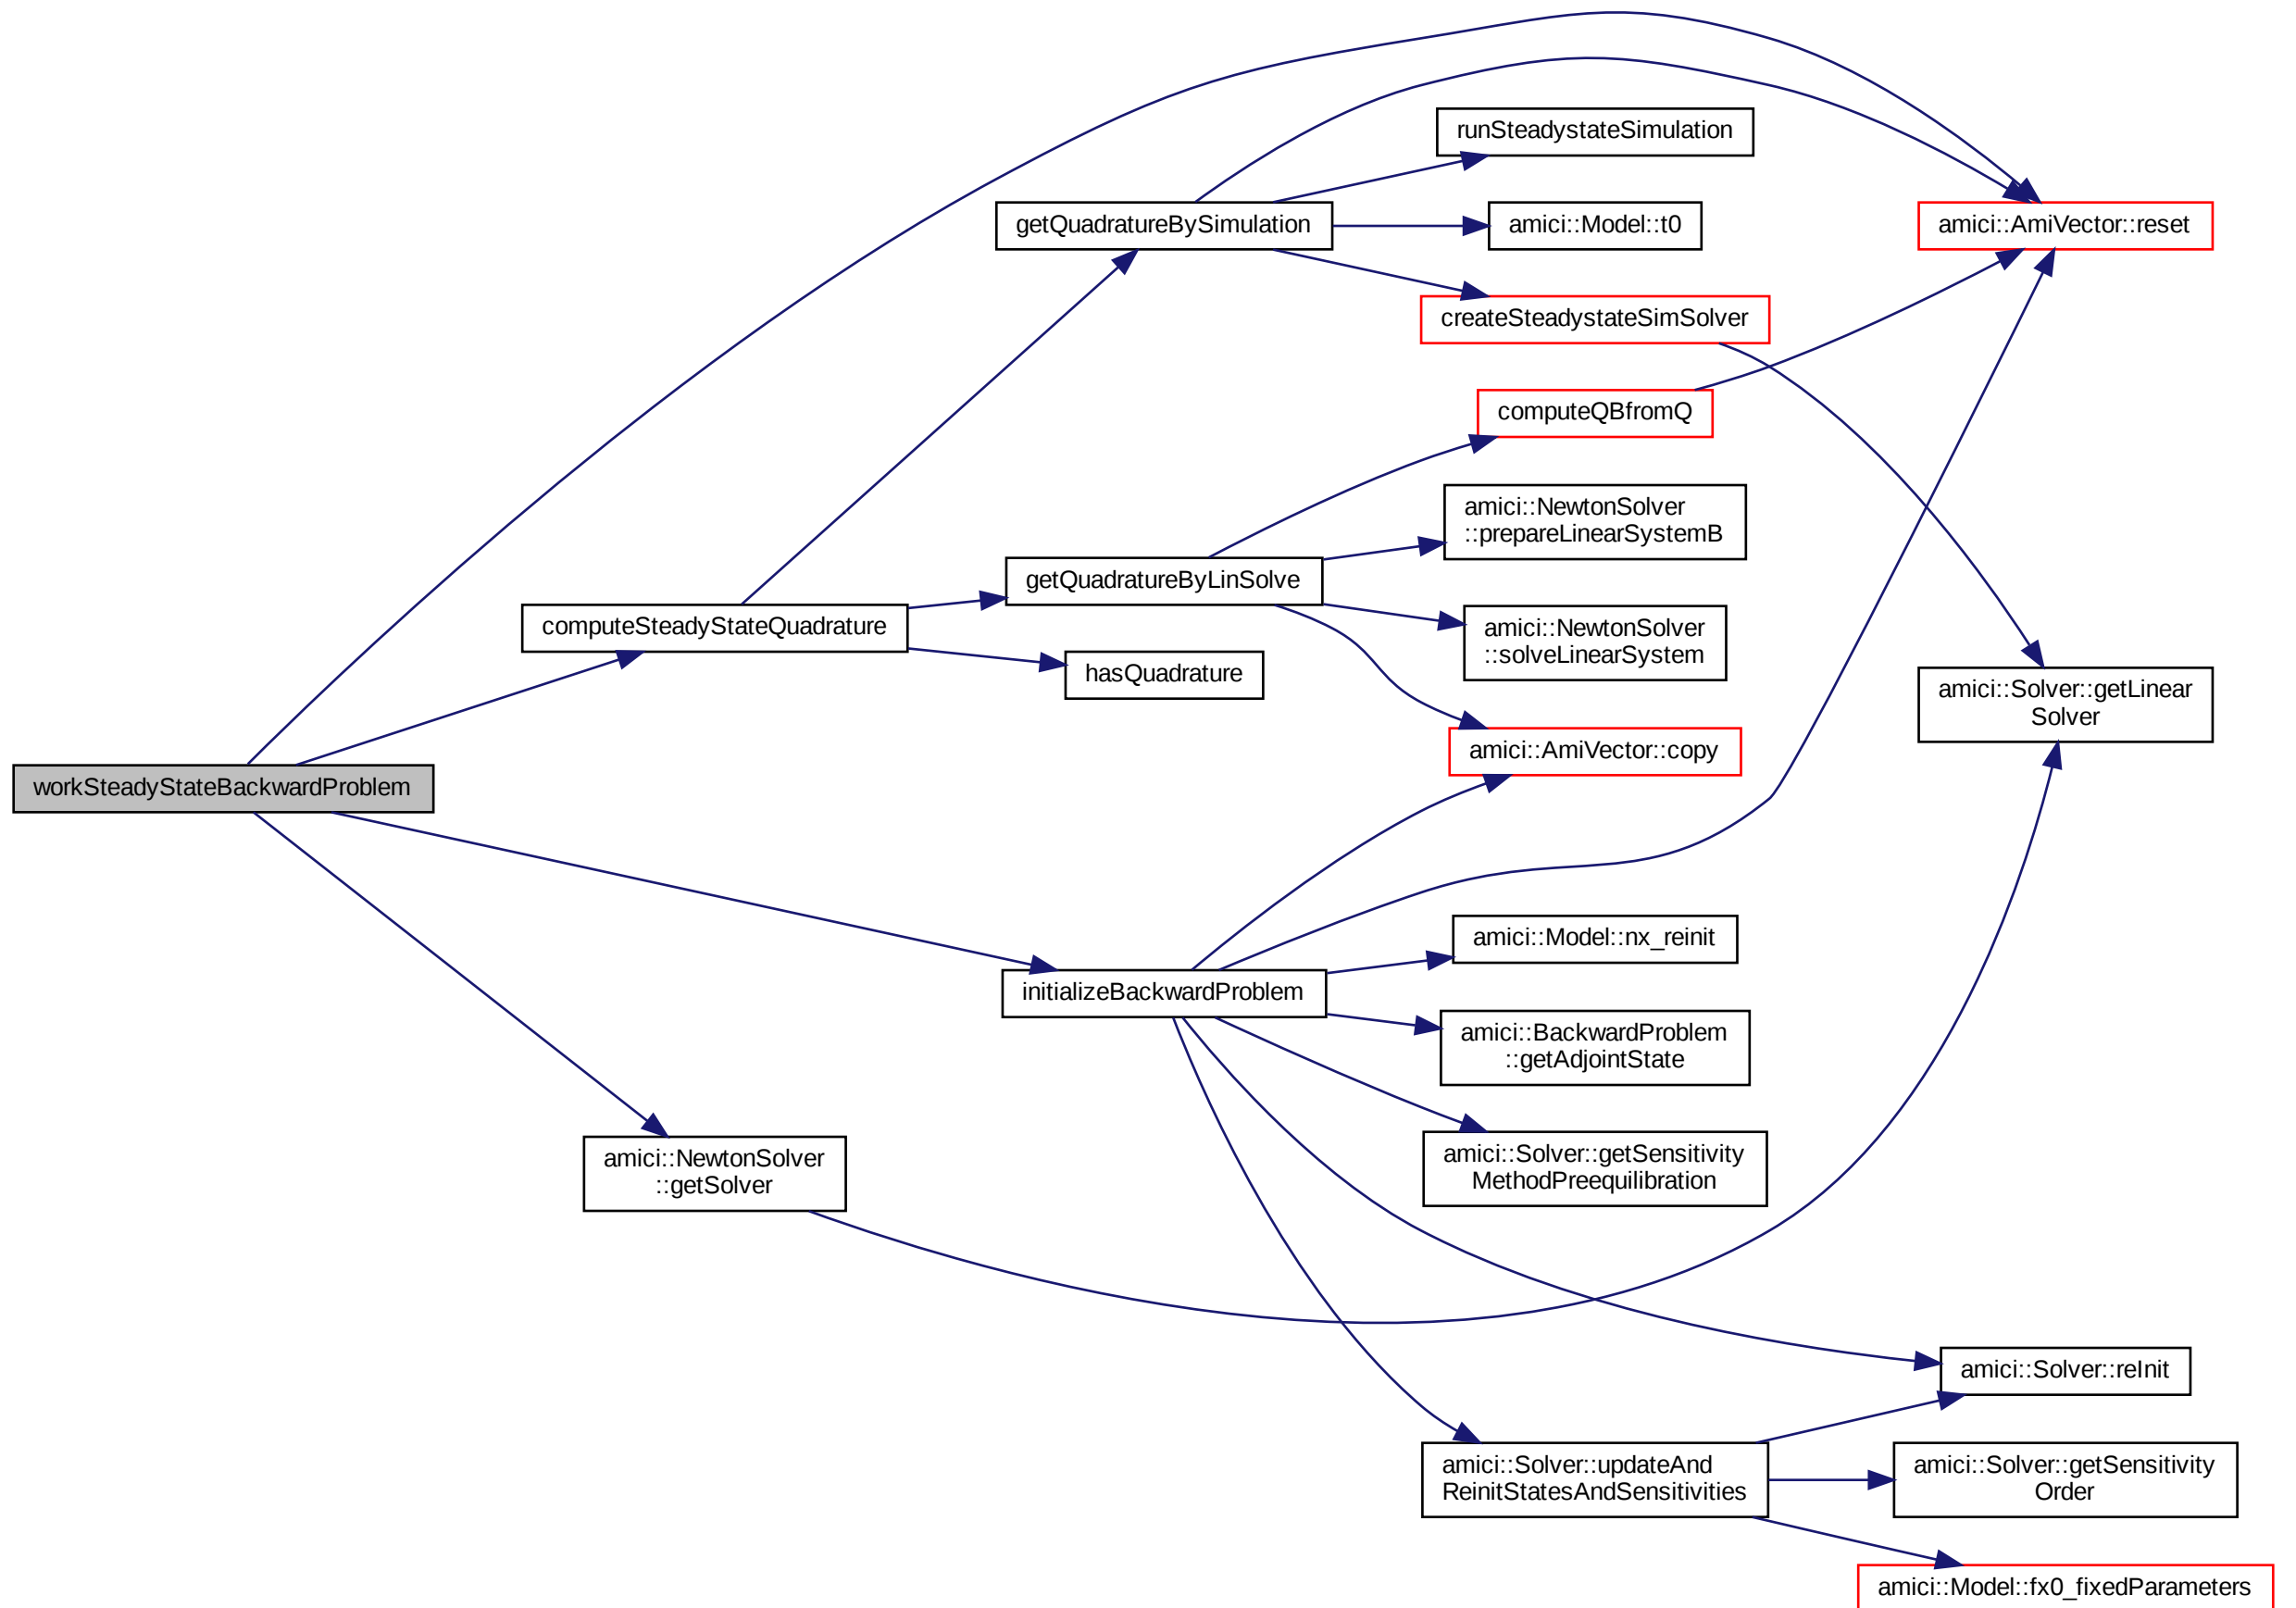 runSteadystateSimulation
getQuadratureBySimulation
amici::Model::t0
amici::AmiVector::reset
createSteadystateSimSolver
computeQBfromQ
amici::NewtonSolver
::prepareLinearSystemB
getQuadratureByLinSolve
computeSteadyStateQuadrature
amici::NewtonSolver
::solveLinearSystem
hasQuadrature
amici::Solver::getLinear
Solver
amici::AmiVector::copy
workSteadyStateBackwardProblem
amici::Model::nx_reinit
initializeBackwardProblem
amici::BackwardProblem
::getAdjointState
amici::Solver::getSensitivity
MethodPreequilibration
amici::NewtonSolver
::getSolver
amici::Solver::reInit
amici::Solver::updateAnd
ReinitStatesAndSensitivities
amici::Solver::getSensitivity
Order
amici::Model::fx0_fixedParameters